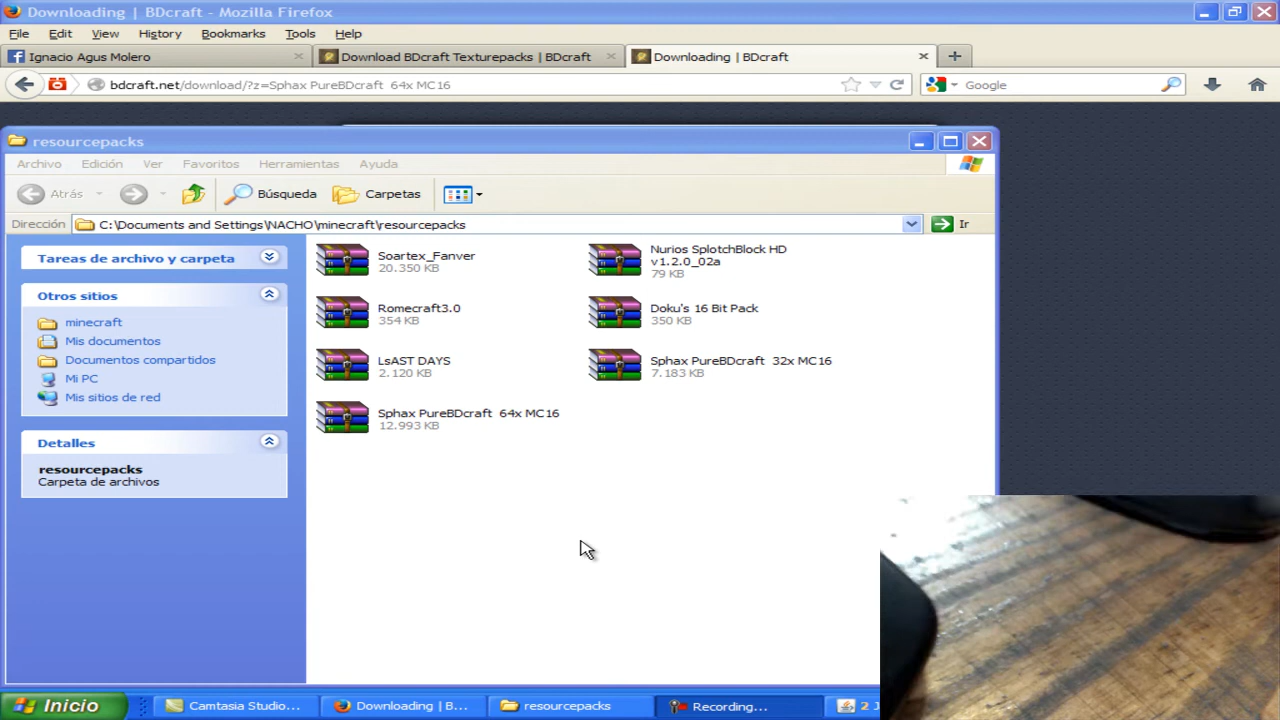 Downloading | BDcraft - Mozilla Firefox
File Edit View History Bookmarks Tools Help
Ignacio Agus Molero
Download BDcraft Texturepacks | BDcraft
Downloading | BDcraft
bdcraft.net/download/?z=Sphax PureBDcraft 64x MC16
Google
resourcepacks
Archivo Edición Ver Favoritos Herramientas Ayuda
Atrás Búsqueda Carpetas
Dirección C:\Documents and Settings\NACHO\minecraft\resourcepacks Ir
Tareas de archivo y carpeta
Otros sitios
minecraft
Mis documentos
Documentos compartidos
Mi PC
Mis sitios de red
Detalles
resourcepacks
Carpeta de archivos
Soartex_Fanver
20.350 KB
Nurios SplotchBlock HD
v1.2.0_02a
79 KB
Romecraft3.0
354 KB
Doku's 16 Bit Pack
350 KB
LsAST DAYS
2.120 KB
Sphax PureBDcraft 32x MC16
7.183 KB
Sphax PureBDcraft 64x MC16
12.993 KB
Inicio
Camtasia Studio...
Downloading | B...
resourcepacks
Recording...
2 J